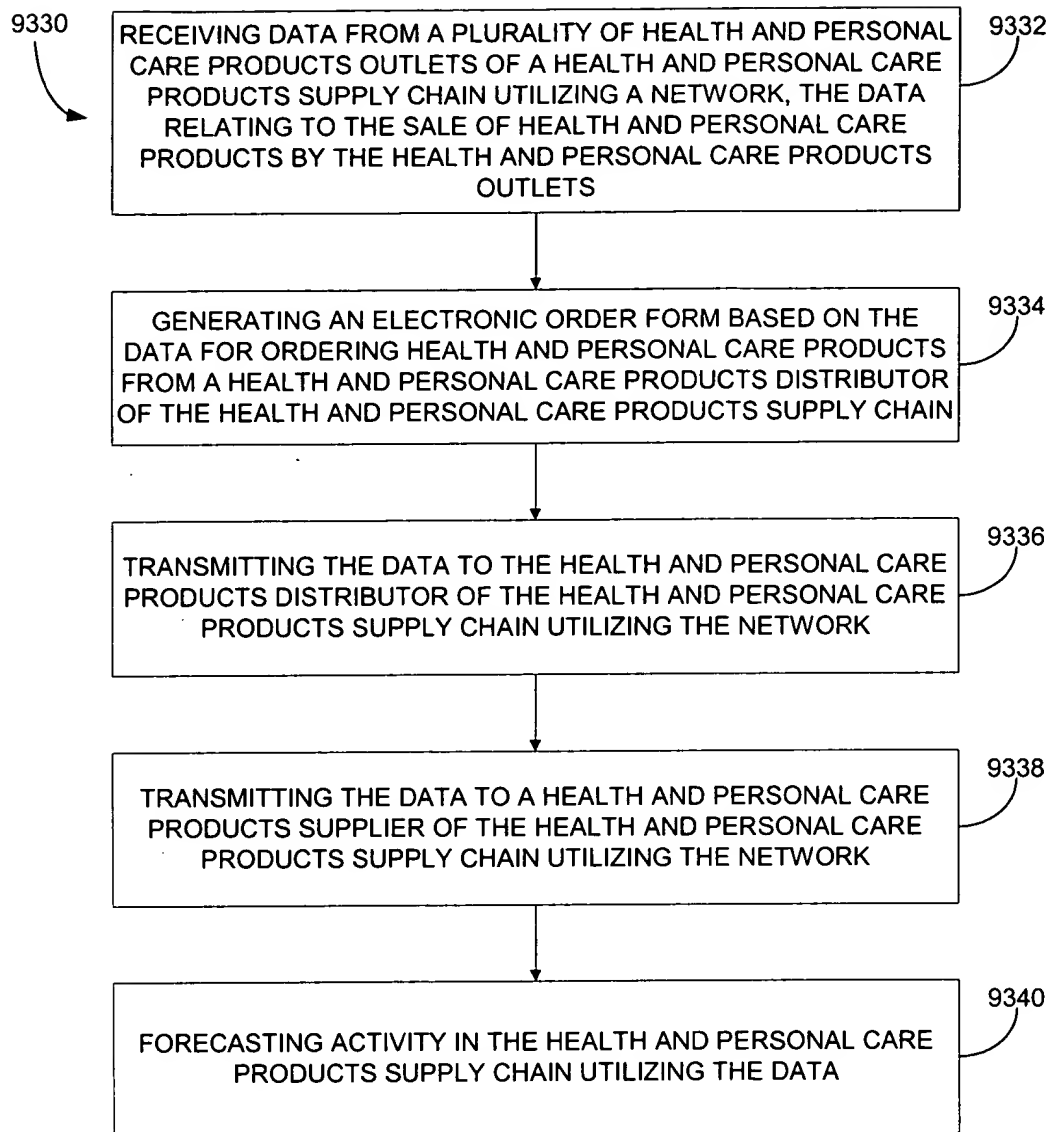 9330
RECEIVING DATA FROM A PLURALITY OF HEALTH AND PERSONAL
CARE PRODUCTS OUTLETS OF A HEALTH AND PERSONAL CARE
PRODUCTS SUPPLY CHAIN UTILIZING A NETWORK, THE DATA
RELATING TO THE SALE OF HEALTH AND PERSONAL CARE
PRODUCTS BY THE HEALTH AND PERSONAL CARE PRODUCTS
OUTLETS
9332
GENERATING AN ELECTRONIC ORDER FORM BASED ON THE
DATA FOR ORDERING HEALTH AND PERSONAL CARE PRODUCTS
FROM A HEALTH AND PERSONAL CARE PRODUCTS DISTRIBUTOR
OF THE HEALTH AND PERSONAL CARE PRODUCTS SUPPLY CHAIN
9334
TRANSMITTING THE DATA TO THE HEALTH AND PERSONAL CARE
PRODUCTS DISTRIBUTOR OF THE HEALTH AND PERSONAL CARE
PRODUCTS SUPPLY CHAIN UTILIZING THE NETWORK
9336
TRANSMITTING THE DATA TO A HEALTH AND PERSONAL CARE
PRODUCTS SUPPLIER OF THE HEALTH AND PERSONAL CARE
PRODUCTS SUPPLY CHAIN UTILIZING THE NETWORK
9338
FORECASTING ACTIVITY IN THE HEALTH AND PERSONAL CARE
PRODUCTS SUPPLY CHAIN UTILIZING THE DATA
9340